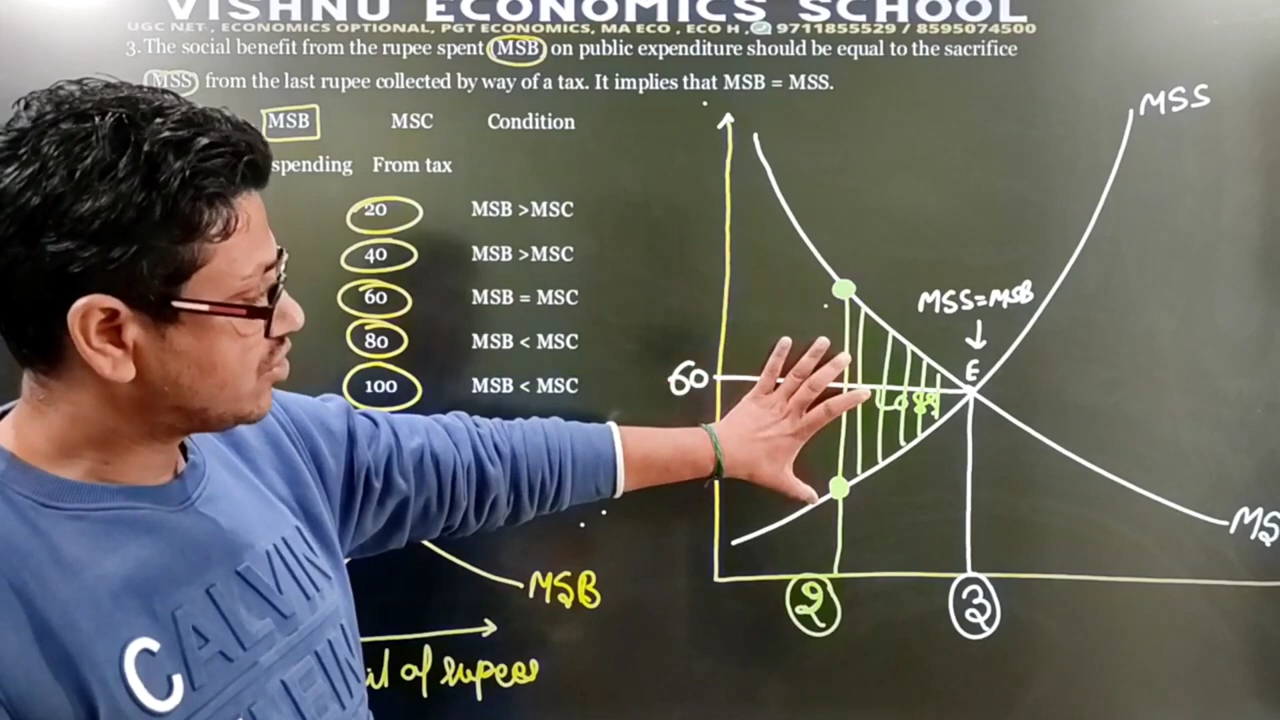 VISHNU ECONOMICS SCHOOL
UGC NET, ECONOMICS OPTIONAL, PGT ECONOMICS, MA ECO , ECO H , 9711855529 / 8595074500
3. The social benefit from the rupee spent (MSB) on public expenditure should be equal to the sacrifice
(MSS) from the last rupee collected by way of a tax. It implies that MSB = MSS.
MSB MSC Condition
spending From tax
20 MSB >MSC
40 MSB >MSC
60 MSB = MSC
80 MSB < MSC
100 MSB < MSC
MSB
of rupees
MSS
MSS=MSB
E
60
Loss
2
3
CALVIN